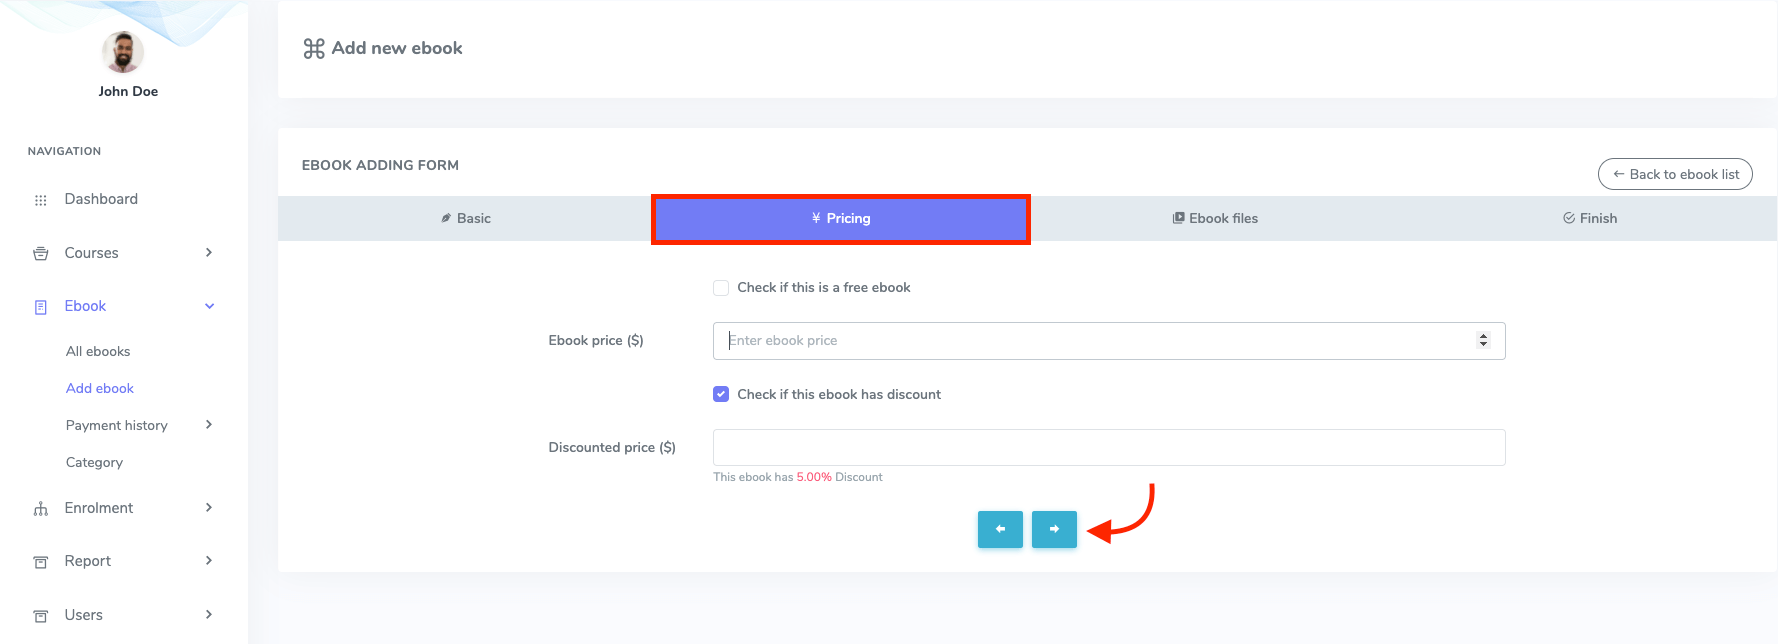 John Doe
NAVIGATION
Dashboard
Courses
Ebook
All ebooks
Add ebook
Payment history
Category
Enrolment
Report
Users
Add new ebook
EBOOK ADDING FORM
← Back to ebook list
Basic
¥ Pricing
Ebook files
Finish
Check if this is a free ebook
Ebook price ($)
Enter ebook price
Check if this ebook has discount
Discounted price ($)
This ebook has 5.00% Discount